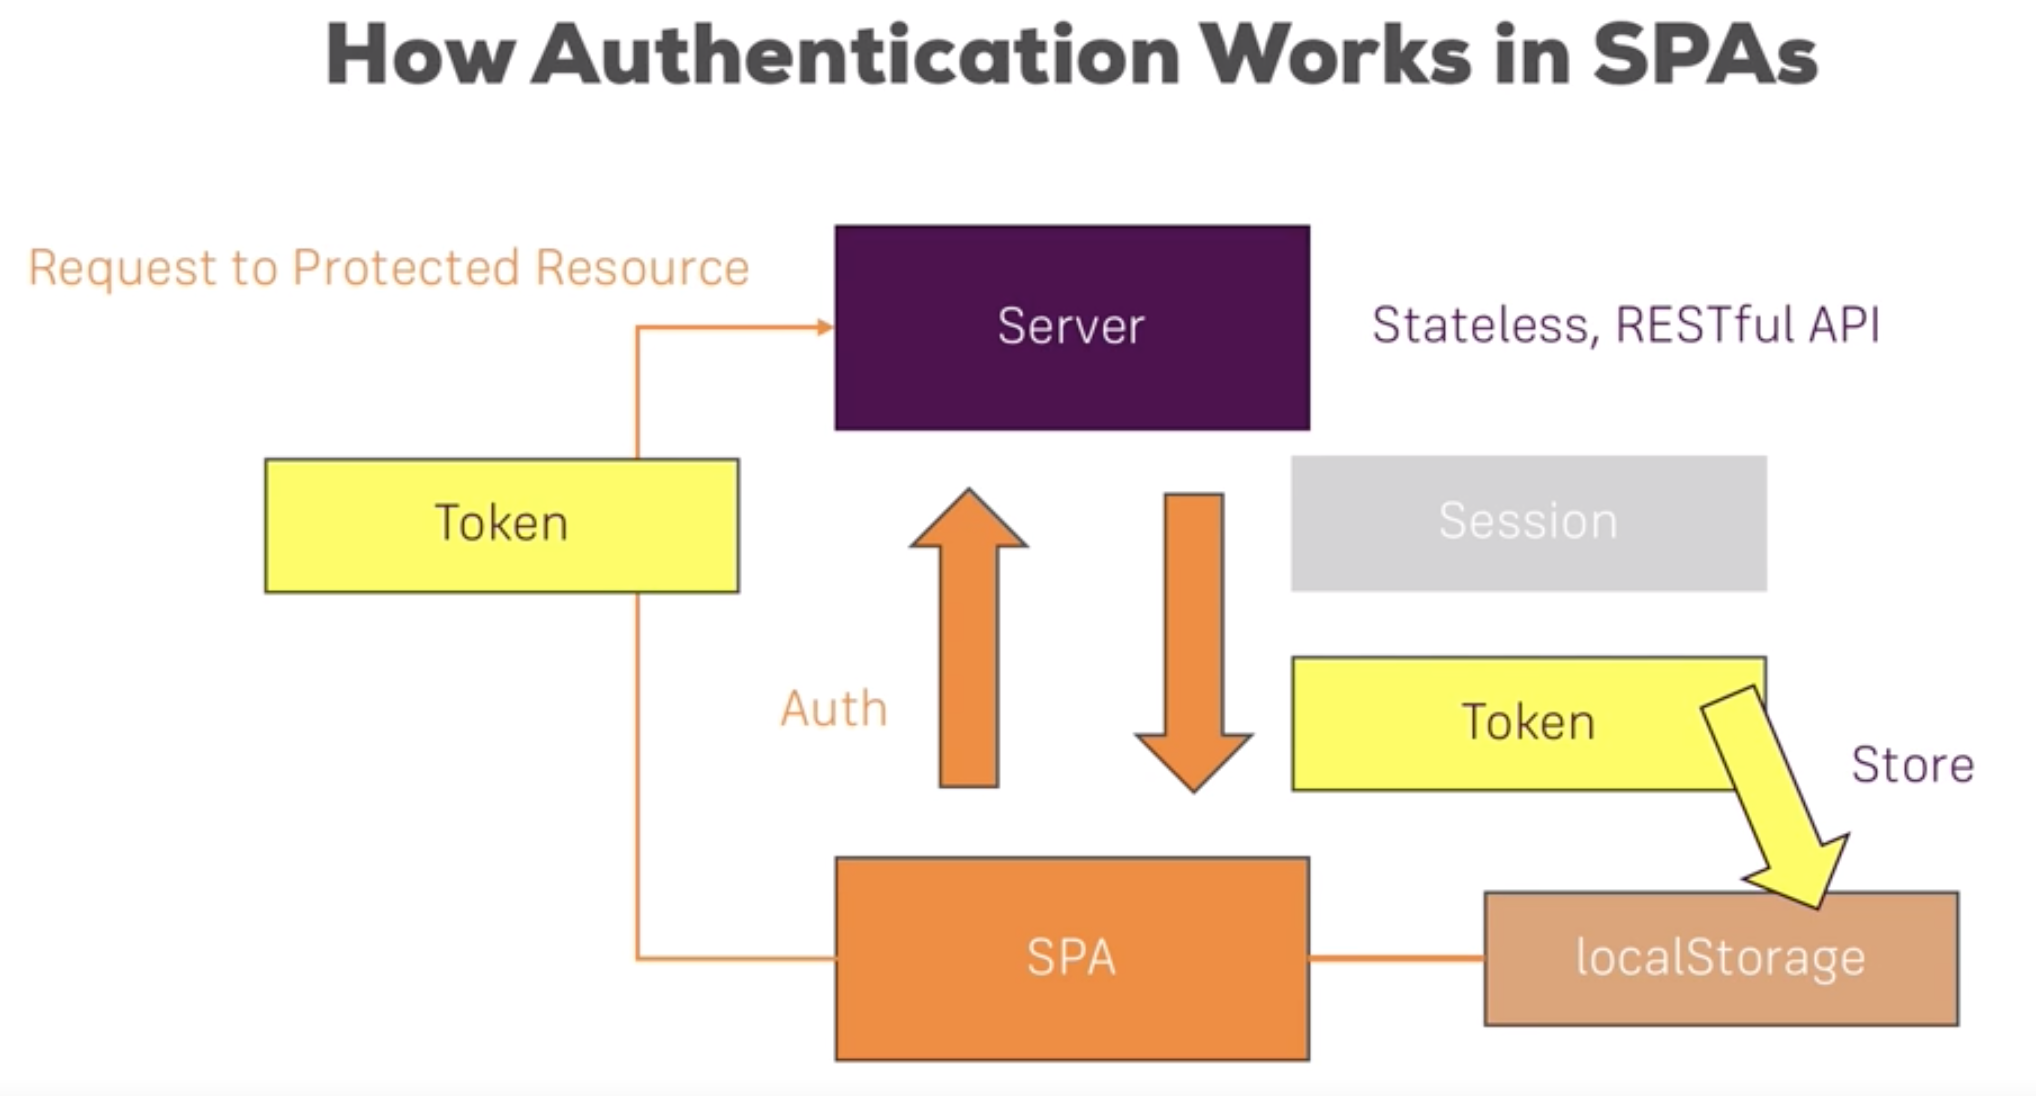 How Authentication Works in SPAs
Request to Protected Resource
Server
Stateless, RESTful API
Token
Session
Auth
Token
Store
SPA
localStorage